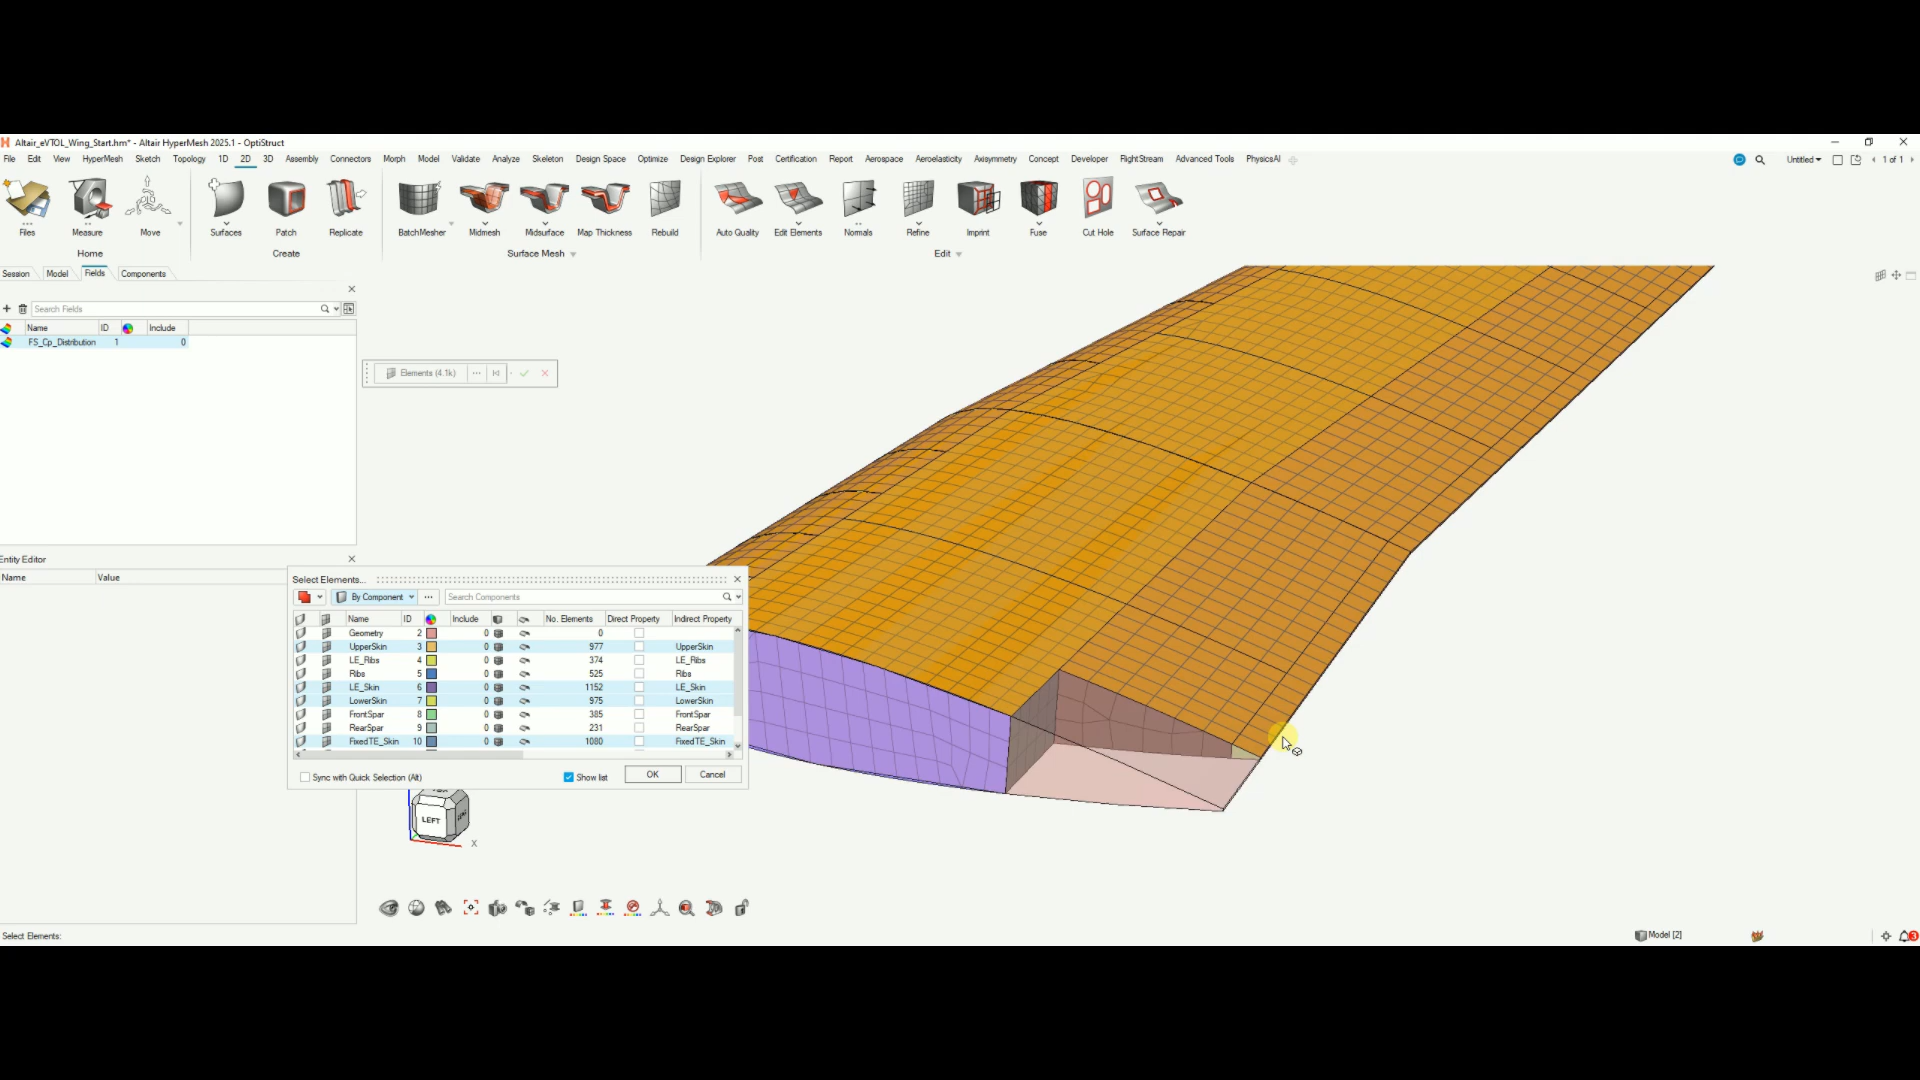 Altair_eVTOL_Wing_Start.hm* - Altair HyperMesh 2025.1 - OptiStruct
File Edit View HyperMesh Sketch Topology 1D 2D 3D Assembly Connectors Morph Model Validate Analyze Skeleton Design Space Optimize Design Explorer Post Certification Report Aerospace Aeroelasticity Axisymmetry Concept Developer FlightStream Advanced Tools PhysicsAI Untitled 1 of 1
Files Measure Move Surfaces Patch Replicate BatchMesher Midmesh Midsurface Map Thickness Rebuild Auto Quality Edit Elements Normals Refine Imprint Fuse Cut Hole Surface Repair
Home Create Surface Mesh Edit
Session Model Fields Components
Search Fields
Name ID Include
FS_Cp_Distribution 1 0
Elements (4.1k)
Entity Editor
Name Value
Select Elements...
By Component Search Components
Name ID Include No. Elements Direct Property Indirect Property
Geometry 2 0 0
UpperSkin 3 0 977 UpperSkin
LE_Ribs 4 0 374 LE_Ribs
Ribs 5 0 525 Ribs
LE_Skin 6 0 1152 LE_Skin
LowerSkin 7 0 975 LowerSkin
FrontSpar 8 0 385 FrontSpar
RearSpar 9 0 231 RearSpar
FixedTE_Skin 10 0 1080 FixedTE_Skin
Sync with Quick Selection (Alt) Show list OK Cancel
LEFT
X
Select Elements:
Model [2]
3